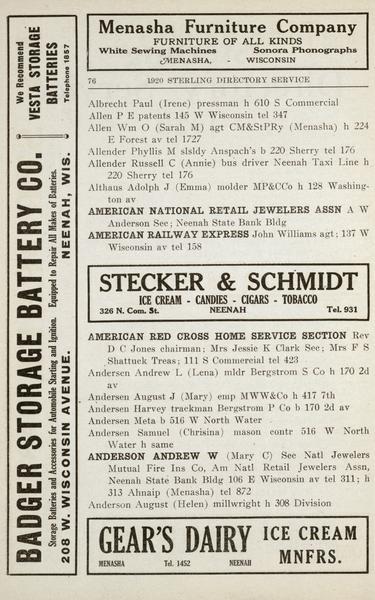 We Recommend
VESTA STORAGE
BATTERIES
Telephone 1857
BADGER STORAGE BATTERY CO.
Storage Batteries and Accessories for Automobile Starting and Ignition. Equipped to Repair All Makes of Batteries.
208 W. WISCONSIN AVENUE. NEENAH, WIS.
Menasha Furniture Company
FURNITURE OF ALL KINDS
White Sewing Machines Sonora Phonographs
MENASHA, - WISCONSIN
76 1920 STERLING DIRECTORY SERVICE
Albrecht Paul (Irene) pressman h 610 S Commercial
Allen P E patents 145 W Wisconsin tel 347
Allen Wm O (Sarah M) agt CM&StPRy (Menasha) h 224
E Forest av tel 1727
Allender Phyllis M slsldy Anspach's b 220 Sherry tel 176
Allender Russell C (Annie) bus driver Neenah Taxi Line h
220 Sherry tel 176
Althaus Adolph J (Emma) molder MP&CCo h 128 Washing-
ton av
AMERICAN NATIONAL RETAIL JEWELERS ASSN A W
Anderson Sec; Neenah State Bank Bldg
AMERICAN RAILWAY EXPRESS John Williams agt; 137 W
Wisconsin av tel 158
STECKER & SCHMIDT
ICE CREAM - CANDIES - CIGARS - TOBACCO
326 N. Com. St. NEENAH Tel. 931
AMERICAN RED CROSS HOME SERVICE SECTION Rev
D C Jones chairman; Mrs Jessie K Clark Sec; Mrs F S
Shattuck Treas; 111 S Commercial tel 423
Andersen Andrew L (Lena) mldr Bergstrom S Co h 170 2d
av
Andersen August J (Mary) emp MWW&Co h 417 7th
Andersen Harvey trackman Bergstrom P Co b 170 2d av
Andersen Meta b 516 W North Water
Andersen Samuel (Chrisina) mason contr 516 W North
Water h same
ANDERSON ANDREW W (Mary C) See Natl Jewelers
Mutual Fire Ins Co, Am Natl Retail Jewelers Assn,
Neenah State Bank Bldg 106 E Wisconsin av tel 311; h
313 Ahnaip (Menasha) tel 872
Anderson August (Helen) millwright h 308 Division
GEAR'S DAIRY ICE CREAM
MNFRS.
MENASHA Tel. 1452 NEENAH